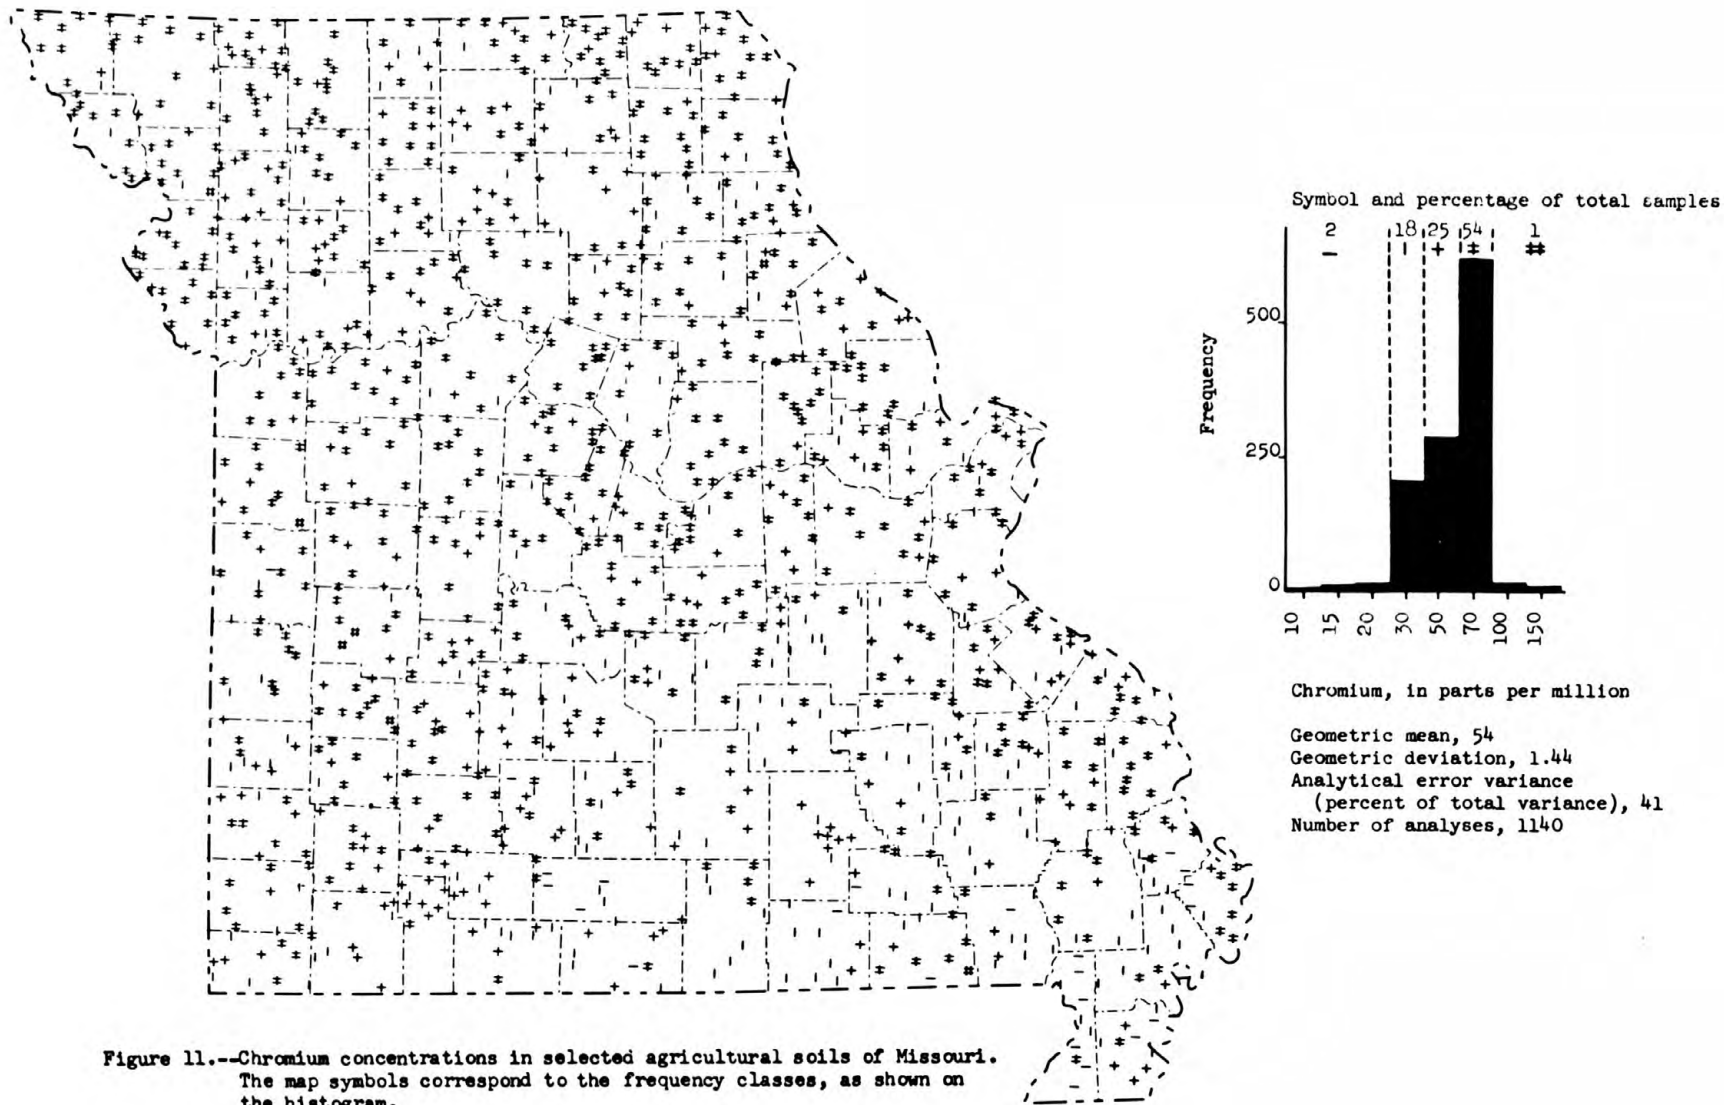 Symbol and percentage of total samples
2 18 25 54 1
− | + ‡ #
Frequency
500
250
0
10 15 20 30 50 70 100 150
Chromium, in parts per million
Geometric mean, 54
Geometric deviation, 1.44
Analytical error variance
(percent of total variance), 41
Number of analyses, 1140
Figure 11.--Chromium concentrations in selected agricultural soils of Missouri.
The map symbols correspond to the frequency classes, as shown on
the histogram.